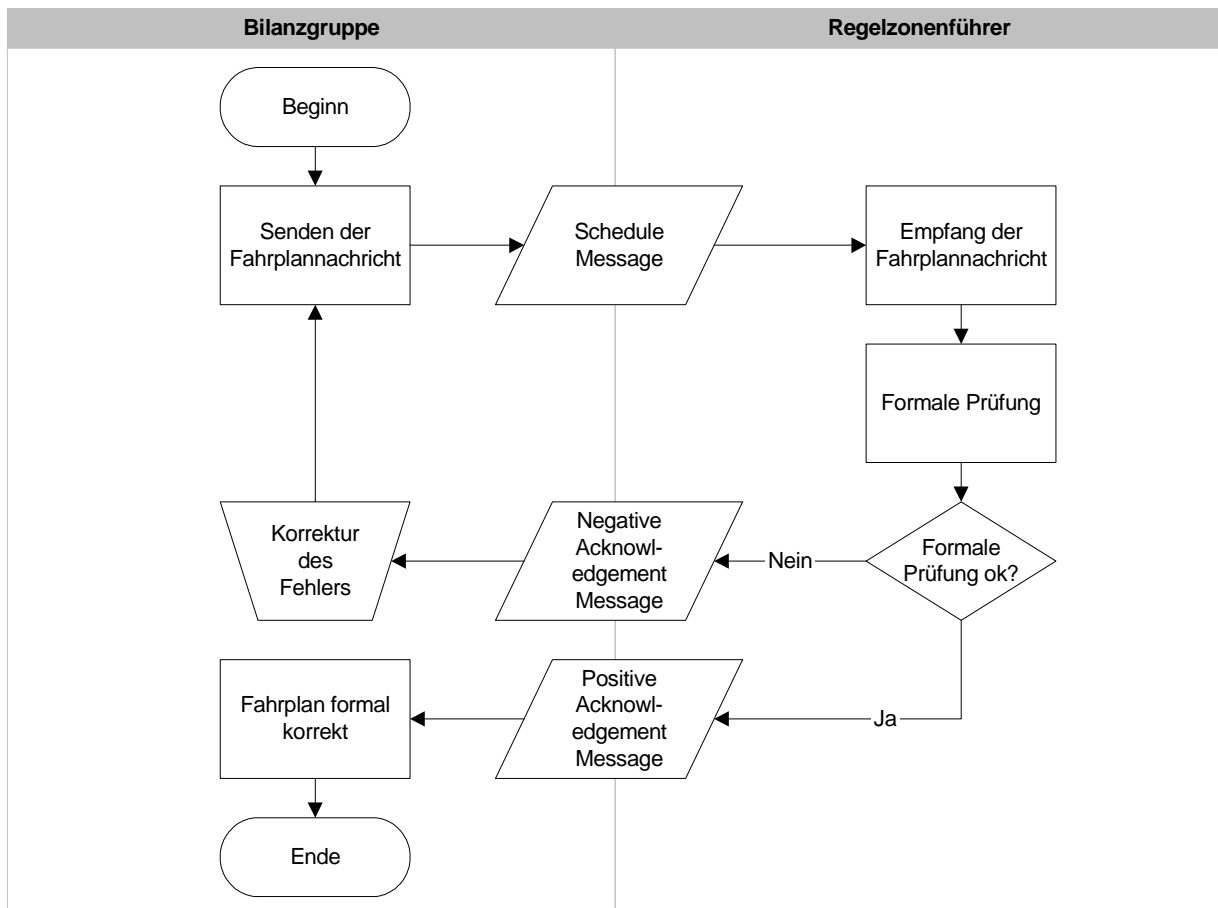 Bilanzgruppe
Regelzonenführer
Beginn
Senden der
Fahrplannachricht
Schedule
Message
Empfang der
Fahrplannachricht
Formale Prüfung
Formale
Prüfung ok?
Nein
Negative
Acknowl-
edgement
Message
Korrektur
des
Fehlers
Ja
Positive
Acknowl-
edgement
Message
Fahrplan formal
korrekt
Ende